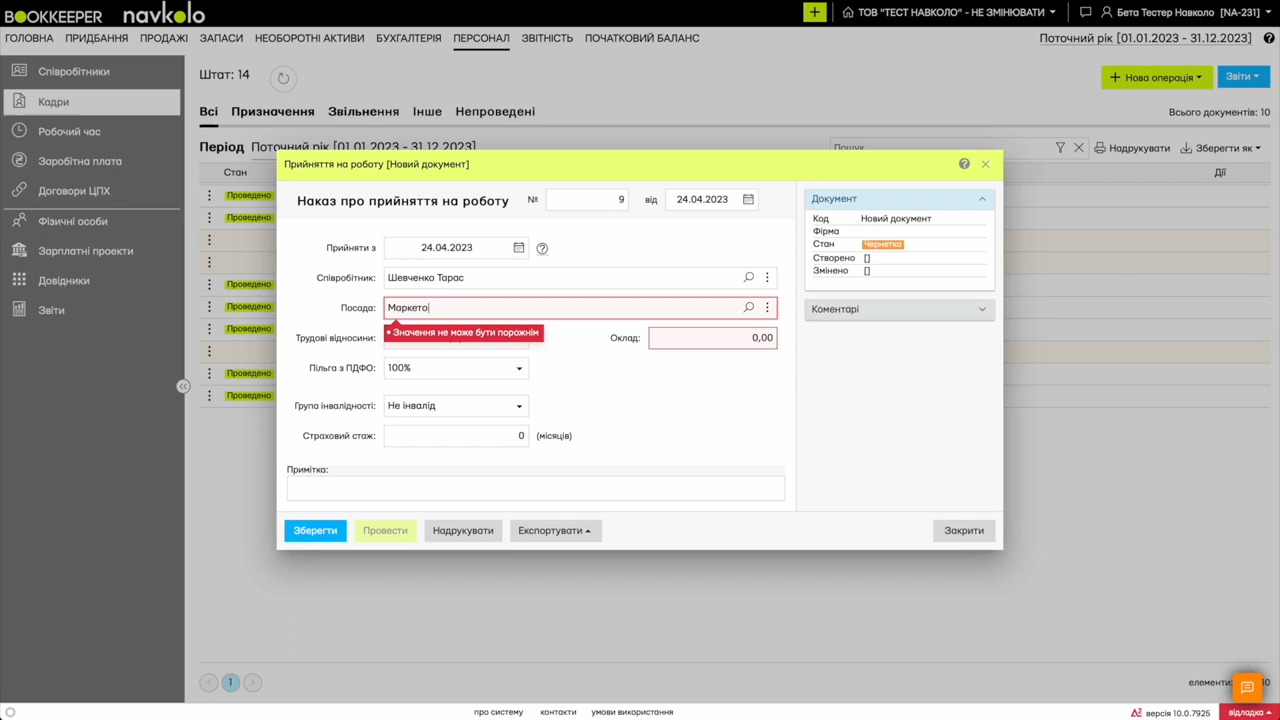 BOOKKEEPER navkolo
+ ТОВ "ТЕСТ НАВКОЛО" - НЕ ЗМІНЮВАТИ Бета Тестер Навколо [NA-231]
ГОЛОВНА ПРИДБАННЯ ПРОДАЖІ ЗАПАСИ НЕОБОРОТНІ АКТИВИ БУХГАЛТЕРІЯ ПЕРСОНАЛ ЗВІТНІСТЬ ПОЧАТКОВИЙ БАЛАНС Поточний рік [01.01.2023 - 31.12.2023]
Співробітники
Кадри
Робочий час
Заробітна плата
Договори ЦПХ
Фізичні особи
Зарплатні проекти
Довідники
Звіти
Штат: 14
+ Нова операція Звіти
Всі Призначення Звільнення Інше Непроведені Всього документів: 10
Період Поточний рік [01.01.2023 - 31.12.2023] Пошук Надрукувати Зберегти як
Стан Дії
Проведено
Проведено
Проведено
Проведено
Проведено
Проведено
Проведено
Прийняття на роботу [Новий документ]
Наказ про прийняття на роботу № 9 від 24.04.2023
Прийняти з 24.04.2023
Співробітник: Шевченко Тарас
Посада: Маркето
Значення не може бути порожнім
Трудові відносини: Оклад: 0,00
Пільга з ПДФО: 100%
Група інвалідності: Не інвалід
Страховий стаж: 0 (місяців)
Примітка:
Зберегти Провести Надрукувати Експортувати Закрити
Документ
Код Новий документ
Фірма
Стан Чернетка
Створено []
Змінено []
Коментарі
1
елементи:
про систему контакти умови використання версія 10.0.7925 відладка